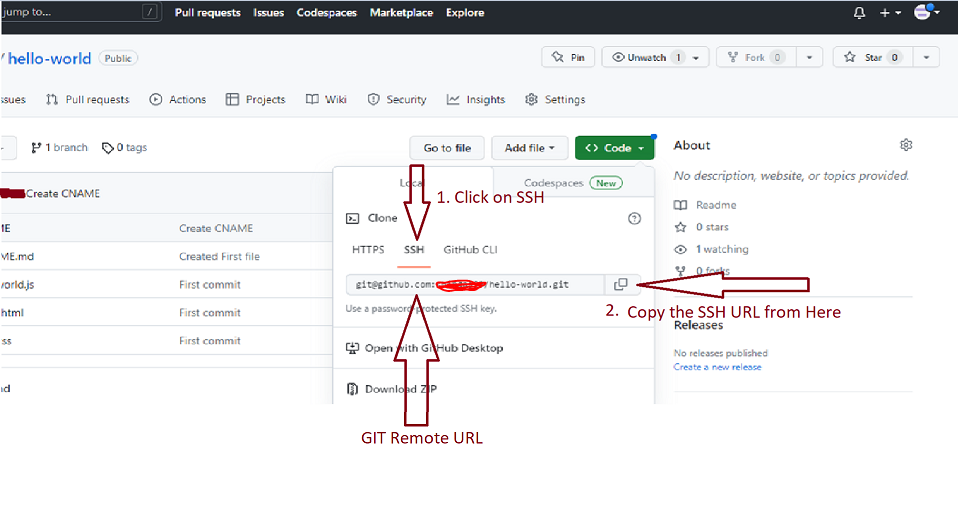 jump to... /
Pull requests Issues Codespaces Marketplace Explore
/ hello-world Public
Pin Unwatch 1 Fork 0 Star 0
ssues Pull requests Actions Projects Wiki Security Insights Settings
1 branch 0 tags Go to file Add file <> Code
About
No description, website, or topics provided.
Readme
0 stars
1 watching
0 forks
Releases
No releases published
Create a new release
Create CNAME
ME Create CNAME
ME.md Created First file
world.js First commit
html First commit
ss First commit
md
Local Codespaces New
1. Click on SSH
Clone
HTTPS SSH GitHub CLI
git@github.com: /hello-world.git
2. Copy the SSH URL from Here
Use a password protected SSH key.
Open with GitHub Desktop
Download ZIP
GIT Remote URL